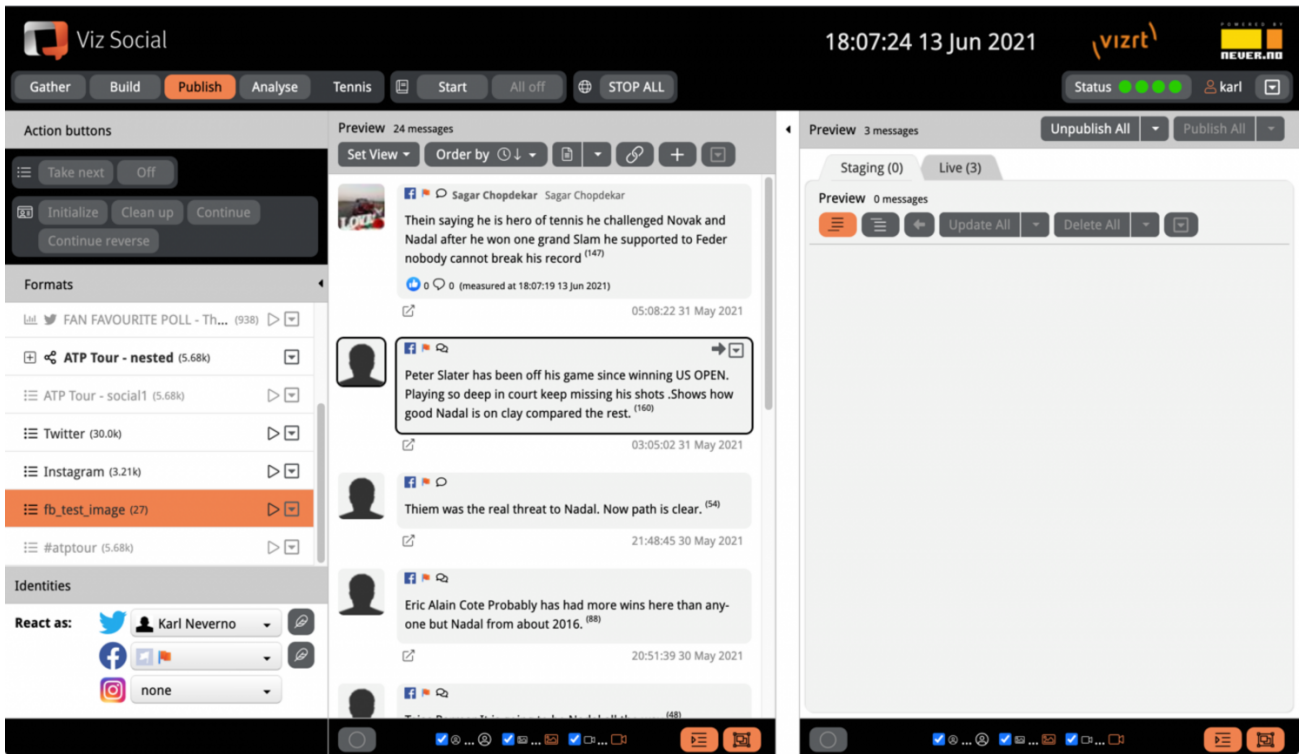 Viz Social
18:07:24 13 Jun 2021
vizrt
POWERED BY
NEVER.NO
Gather Build Publish Analyse Tennis Start All off STOP ALL
Status karl
Action buttons
Take next Off
Initialize Clean up Continue
Continue reverse
Formats
FAN FAVOURITE POLL - Th... (938)
ATP Tour - nested (5.68k)
ATP Tour - social1 (5.68k)
Twitter (30.0k)
Instagram (3.21k)
fb_test_image (27)
#atptour (5.68k)
Identities
React as: Karl Neverno
none
Preview 24 messages
Set View Order by
Sagar Chopdekar Sagar Chopdekar
Thein saying he is hero of tennis he challenged Novak and
Nadal after he won one grand Slam he supported to Feder
nobody cannot break his record (147)
0 0 (measured at 18:07:19 13 Jun 2021)
05:08:22 31 May 2021
Peter Slater has been off his game since winning US OPEN.
Playing so deep in court keep missing his shots .Shows how
good Nadal is on clay compared the rest. (160)
03:05:02 31 May 2021
Thiem was the real threat to Nadal. Now path is clear. (54)
21:48:45 30 May 2021
Eric Alain Cote Probably has had more wins here than any-
one but Nadal from about 2016. (88)
20:51:39 30 May 2021
(48)
... ... ...
Preview 3 messages
Unpublish All Publish All
Staging (0) Live (3)
Preview 0 messages
Update All Delete All
... ... ...